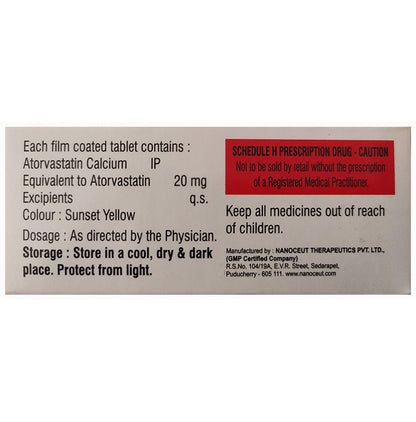 Each film coated tablet contains :
Atorvastatin Calcium IP
Equivalent to Atorvastatin 20 mg
Excipients q.s.
Colour : Sunset Yellow
Dosage : As directed by the Physician.
Storage : Store in a cool, dry & dark
place. Protect from light.
SCHEDULE H PRESCRIPTION DRUG - CAUTION
Not to be sold by retail without the prescription
of a Registered Medical Practitioner.
Keep all medicines out of reach
of children.
Manufactured by : NANOCEUT THERAPEUTICS PVT. LTD.,
(GMP Certified Company)
R.S.No. 104/19A, E.V.R. Street, Sedarapet,
Puducherry - 605 111. www.nanoceut.com